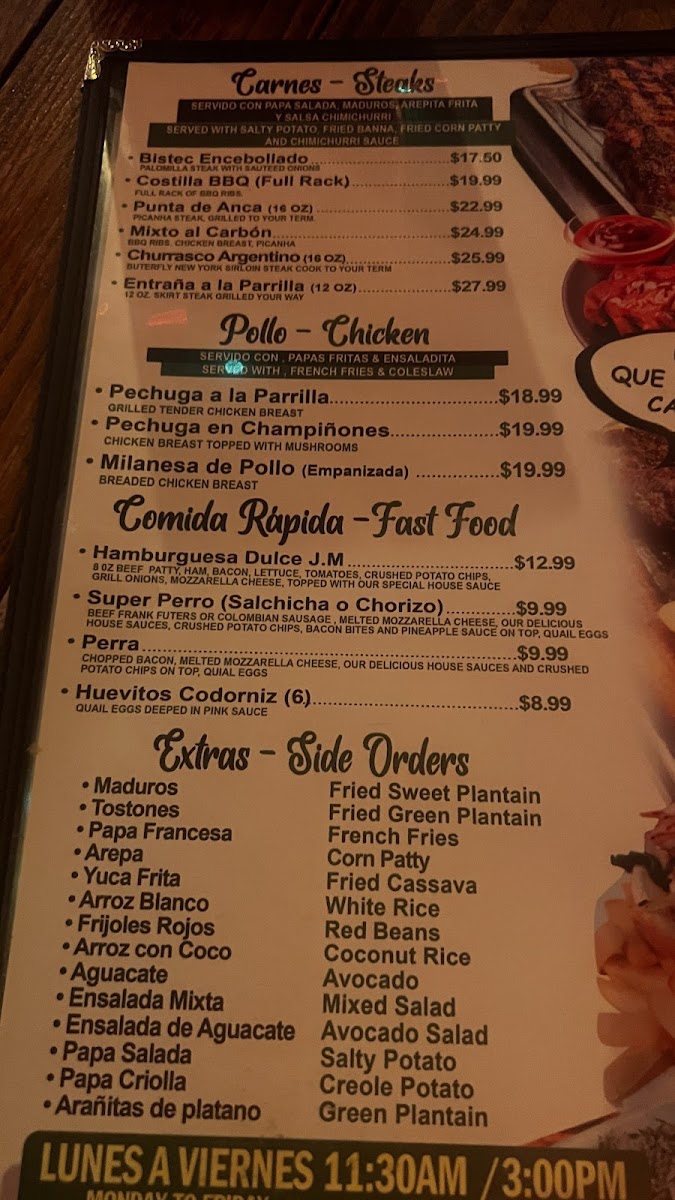 Carnes - Steaks
SERVIDO CON PAPA SALADA, MADUROS, AREPITA FRITA
Y SALSA CHIMICHURRI
SERVED WITH SALTY POTATO, FRIED BANNA, FRIED CORN PATTY
AND CHIMICHURRI SAUCE
• Bistec Encebollado..........$17.50
PALOMILLA STEAK WITH SAUTEED ONIONS
• Costilla BBQ (Full Rack)..........$19.99
FULL RACK OF BBQ RIBS.
• Punta de Anca (16 OZ)..........$22.99
PICANHA STEAK, GRILLED TO YOUR TERM.
• Mixto al Carbón..........$24.99
BBQ RIBS, CHICKEN BREAST, PICANHA
• Churrasco Argentino (16 OZ)..........$25.99
BUTERFLY NEW YORK SIRLOIN STEAK COOK TO YOUR TERM
• Entraña a la Parrilla (12 OZ)..........$27.99
12 OZ. SKIRT STEAK GRILLED YOUR WAY
Pollo - Chicken
SERVIDO CON , PAPAS FRITAS & ENSALADITA
SERVED WITH , FRENCH FRIES & COLESLAW
• Pechuga a la Parrilla..........$18.99
GRILLED TENDER CHICKEN BREAST
• Pechuga en Champiñones..........$19.99
CHICKEN BREAST TOPPED WITH MUSHROOMS
• Milanesa de Pollo (Empanizada) ..........$19.99
BREADED CHICKEN BREAST
QUE
CA
Comida Rápida - Fast Food
• Hamburguesa Dulce J.M..........$12.99
8 OZ BEEF PATTY, HAM, BACON, LETTUCE, TOMATOES, CRUSHED POTATO CHIPS,
GRILL ONIONS, MOZZARELLA CHEESE, TOPPED WITH OUR SPECIAL HOUSE SAUCE
• Super Perro (Salchicha o Chorizo)..........$9.99
BEEF FRANK FUTERS OR COLOMBIAN SAUSAGE , MELTED MOZZARELLA CHEESE, OUR DELICIOUS
HOUSE SAUCES, CRUSHED POTATO CHIPS, BACON BITES AND PINEAPPLE SAUCE ON TOP, QUAIL EGGS
• Perra..........$9.99
CHOPPED BACON, MELTED MOZZARELLA CHEESE, OUR DELICIOUS HOUSE SAUCES AND CRUSHED
POTATO CHIPS ON TOP, QUIAL EGGS
• Huevitos Codorniz (6)..........$8.99
QUAIL EGGS DEEPED IN PINK SAUCE
Extras - Side Orders
• Maduros Fried Sweet Plantain
• Tostones Fried Green Plantain
• Papa Francesa French Fries
• Arepa Corn Patty
• Yuca Frita Fried Cassava
• Arroz Blanco White Rice
• Frijoles Rojos Red Beans
• Arroz con Coco Coconut Rice
• Aguacate Avocado
• Ensalada Mixta Mixed Salad
• Ensalada de Aguacate Avocado Salad
• Papa Salada Salty Potato
• Papa Criolla Creole Potato
• Arañitas de platano Green Plantain
LUNES A VIERNES 11:30AM /3:00PM
MONDAY TO FRIDAY